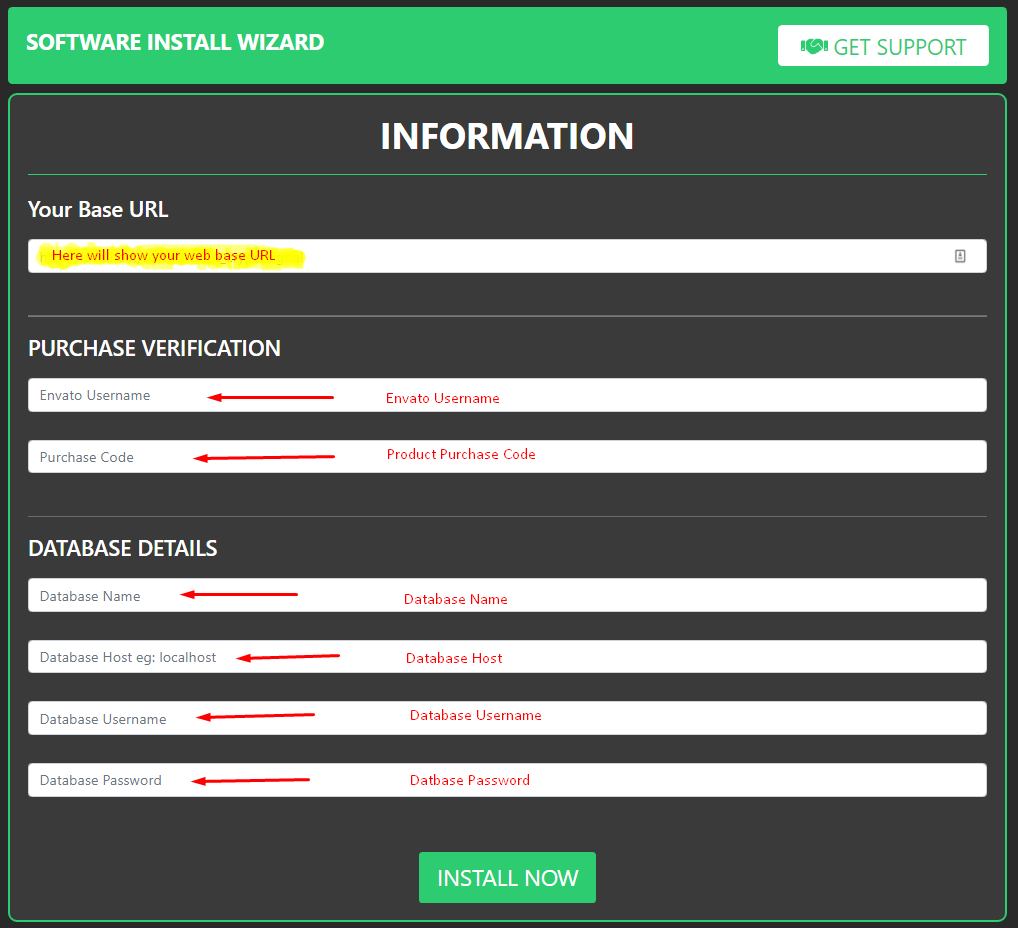 SOFTWARE INSTALL WIZARD
GET SUPPORT
INFORMATION
Your Base URL
Here will show your web base URL
PURCHASE VERIFICATION
Envato Username Envato Username
Purchase Code Product Purchase Code
DATABASE DETAILS
Database Name Database Name
Database Host eg: localhost Database Host
Database Username Database Username
Database Password Datbase Password
INSTALL NOW